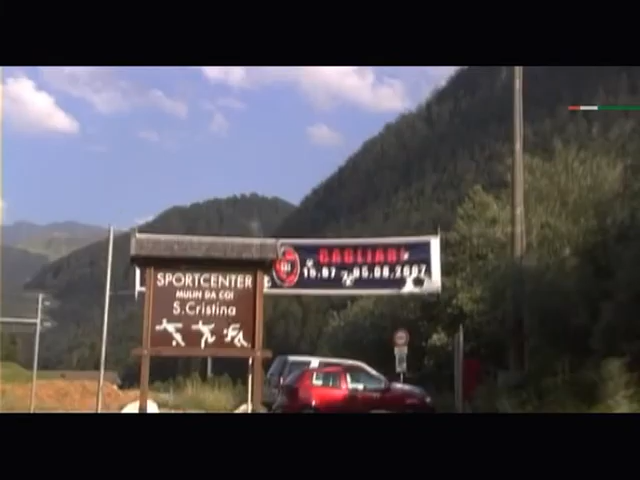 SPORTCENTER
MULIN DA COI
S.Cristina
CAGLIARI
15.07 - 05.08.2007